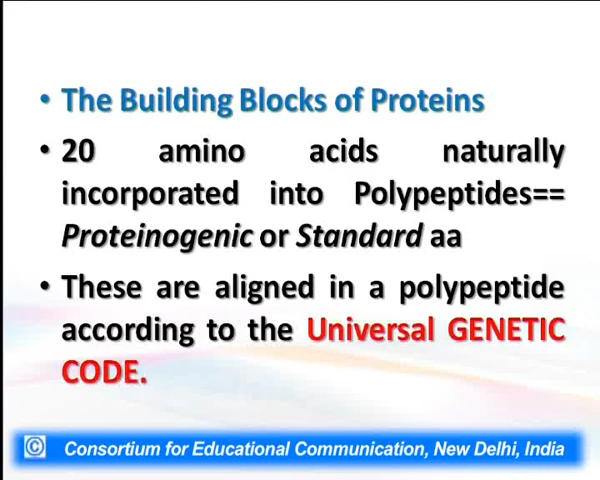 • The Building Blocks of Proteins
• 20 amino acids naturally
incorporated into Polypeptides==
Proteinogenic or Standard aa
• These are aligned in a polypeptide
according to the Universal GENETIC
CODE.
© Consortium for Educational Communication, New Delhi, India